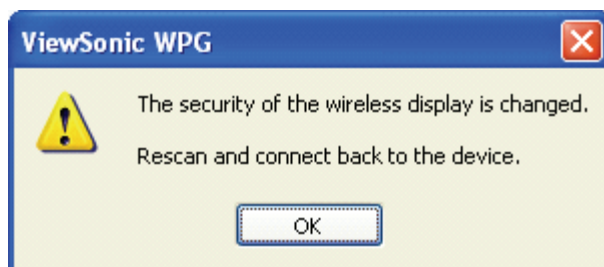 ViewSonic WPG
The security of the wireless display is changed.
Rescan and connect back to the device.
OK